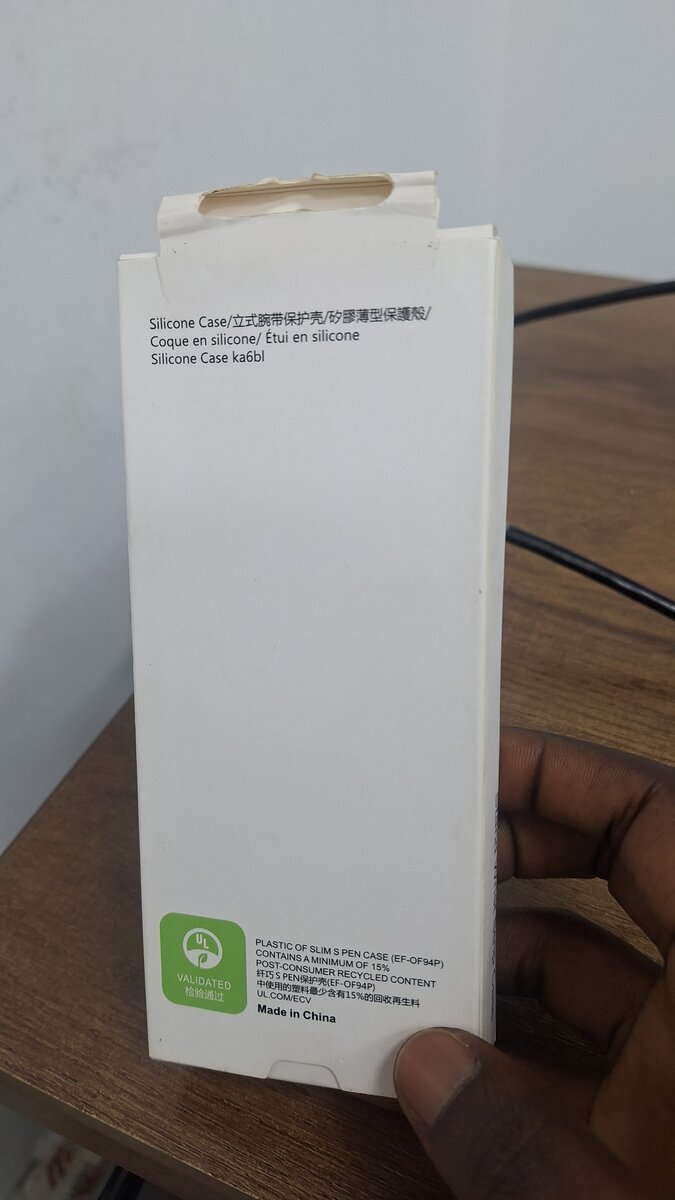 Silicone Case/立式腕带保护壳/矽膠薄型保護殼/
Coque en silicone/ Étui en silicone
Silicone Case ka6bl
UL
VALIDATED
检验通过
PLASTIC OF SLIM S PEN CASE (EF-OF94P)
CONTAINS A MINIMUM OF 15%
POST-CONSUMER RECYCLED CONTENT
纤巧 S PEN保护壳(EF-OF94P)
中使用的塑料最少含有15%的回收再生料
UL.COM/ECV
Made in China